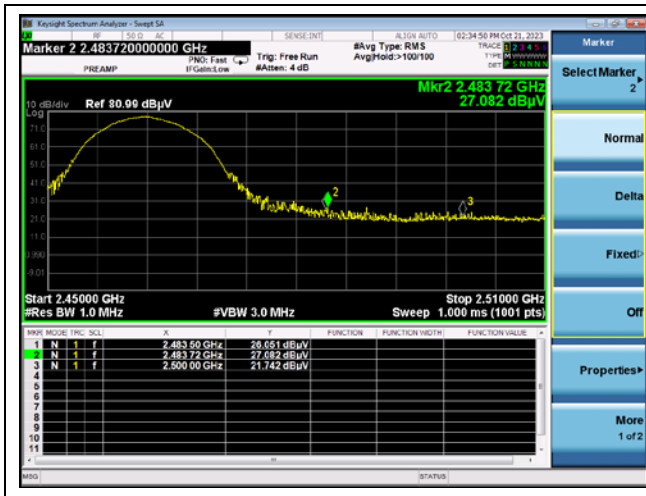 Keysight Spectrum Analyzer - Swept SA
RF 50 Ω AC SENSE:INT ALIGN AUTO 02:34:50 PM Oct 21, 2023
Marker 2 2.483720000000 GHz
PREAMP
PNO: Fast
IFGain:Low
Trig: Free Run
#Atten: 4 dB
#Avg Type: RMS
Avg|Hold:>100/100
TRACE 1 2 3 4 5 6
TYPE M WWWWW
DET P S N N N N
Mkr2 2.483 72 GHz
27.082 dBµV
10 dB/div Ref 80.99 dBµV
Log
71.0
61.0
51.0
41.0
31.0
21.0
11.0
0.990
-9.01
2
3
Start 2.45000 GHz Stop 2.51000 GHz
#Res BW 1.0 MHz #VBW 3.0 MHz Sweep 1.000 ms (1001 pts)
MKR MODE TRC SCL X Y FUNCTION FUNCTION WIDTH FUNCTION VALUE
1 N 1 f 2.483 50 GHz 26.051 dBµV
2 N 1 f 2.483 72 GHz 27.082 dBµV
3 N 1 f 2.500 00 GHz 21.742 dBµV
4
5
6
7
8
9
10
11
MSG STATUS
Marker
Select Marker
2
Normal
Delta
Fixed
Off
Properties
More
1 of 2